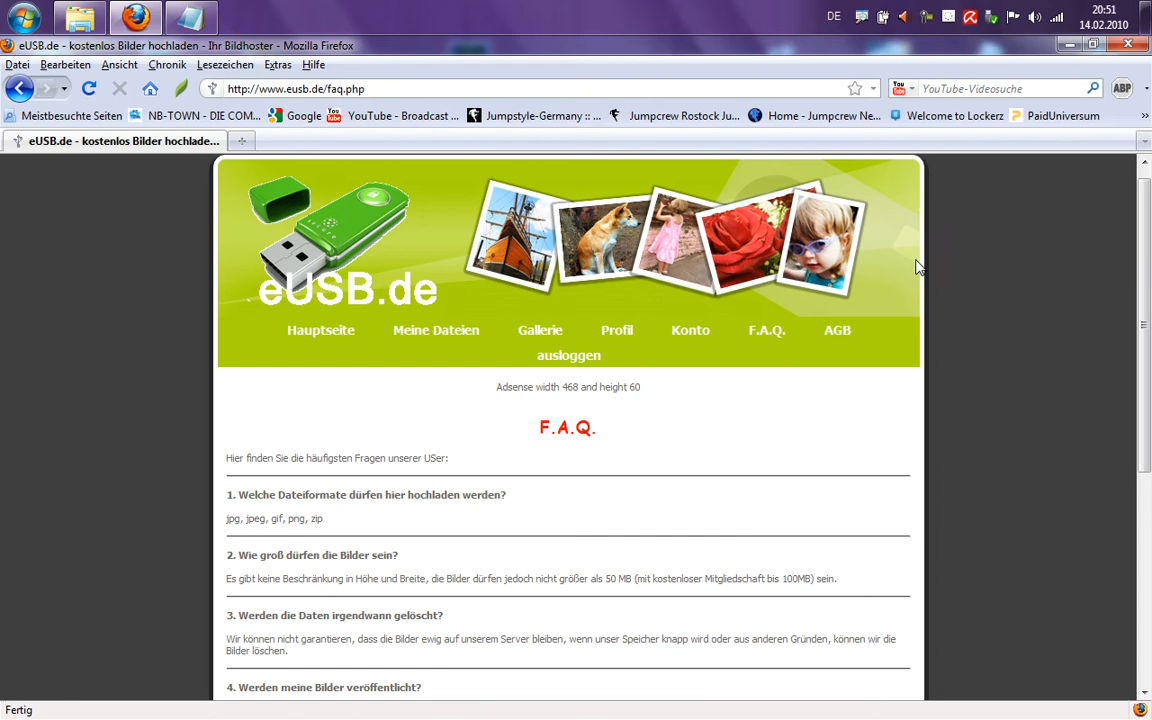 DE
20:51
14.02.2010
eUSB.de - kostenlos Bilder hochladen - Ihr Bildhoster - Mozilla Firefox
Datei Bearbeiten Ansicht Chronik Lesezeichen Extras Hilfe
http://www.eusb.de/faq.php
You Tube
YouTube-Videosuche
ABP
Meistbesuchte Seiten NB-TOWN - DIE COM... Google You Tube YouTube - Broadcast ... Jumpstyle-Germany :: ... Jumpcrew Rostock Ju... Home - Jumpcrew Ne... Welcome to Lockerz PaidUniversum »
eUSB.de - kostenlos Bilder hochlade...
eUSB.de
Hauptseite Meine Dateien Gallerie Profil Konto F.A.Q. AGB
ausloggen
Adsense width 468 and height 60
F.A.Q.
Hier finden Sie die häufigsten Fragen unserer USer:
1. Welche Dateiformate dürfen hier hochladen werden?
jpg, jpeg, gif, png, zip
2. Wie groß dürfen die Bilder sein?
Es gibt keine Beschränkung in Höhe und Breite, die Bilder dürfen jedoch nicht größer als 50 MB (mit kostenloser Mitgliedschaft bis 100MB) sein.
3. Werden die Daten irgendwann gelöscht?
Wir können nicht garantieren, dass die Bilder ewig auf unserem Server bleiben, wenn unser Speicher knapp wird oder aus anderen Gründen, können wir die
Bilder löschen.
4. Werden meine Bilder veröffentlicht?
Fertig